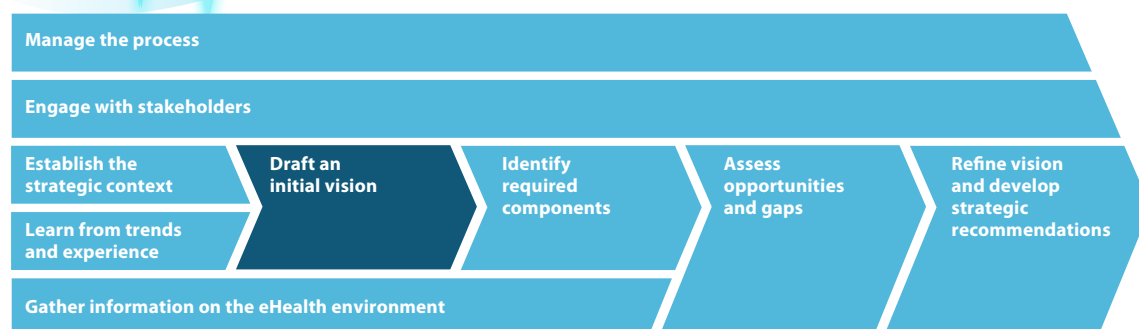 Manage the process
Engage with stakeholders
Establish the
strategic context
Learn from trends
and experience
Draft an
initial vision
Identify
required
components
Assess
opportunities
and gaps
Refine vision
and develop
strategic
recommendations
Gather information on the eHealth environment